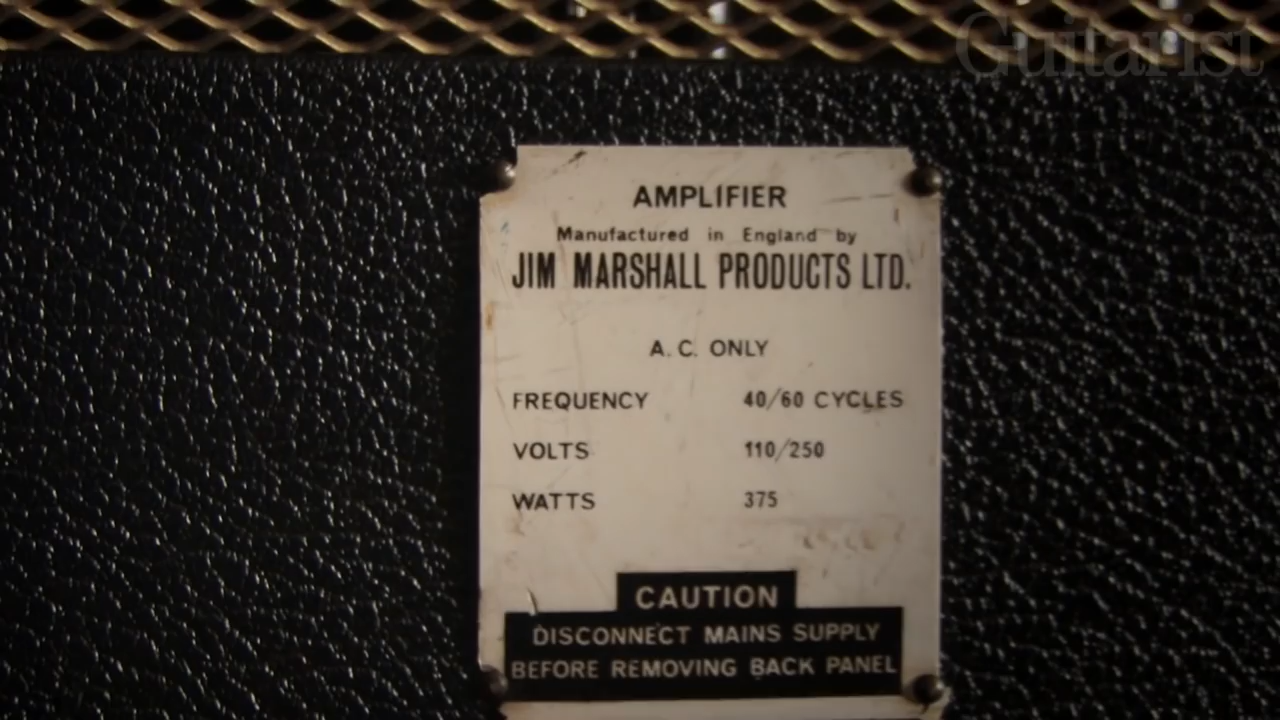 Guitarist
AMPLIFIER
Manufactured in England by
JIM MARSHALL PRODUCTS LTD.
A.C. ONLY
FREQUENCY 40/60 CYCLES
VOLTS 110/250
WATTS 375
CAUTION
DISCONNECT MAINS SUPPLY
BEFORE REMOVING BACK PANEL